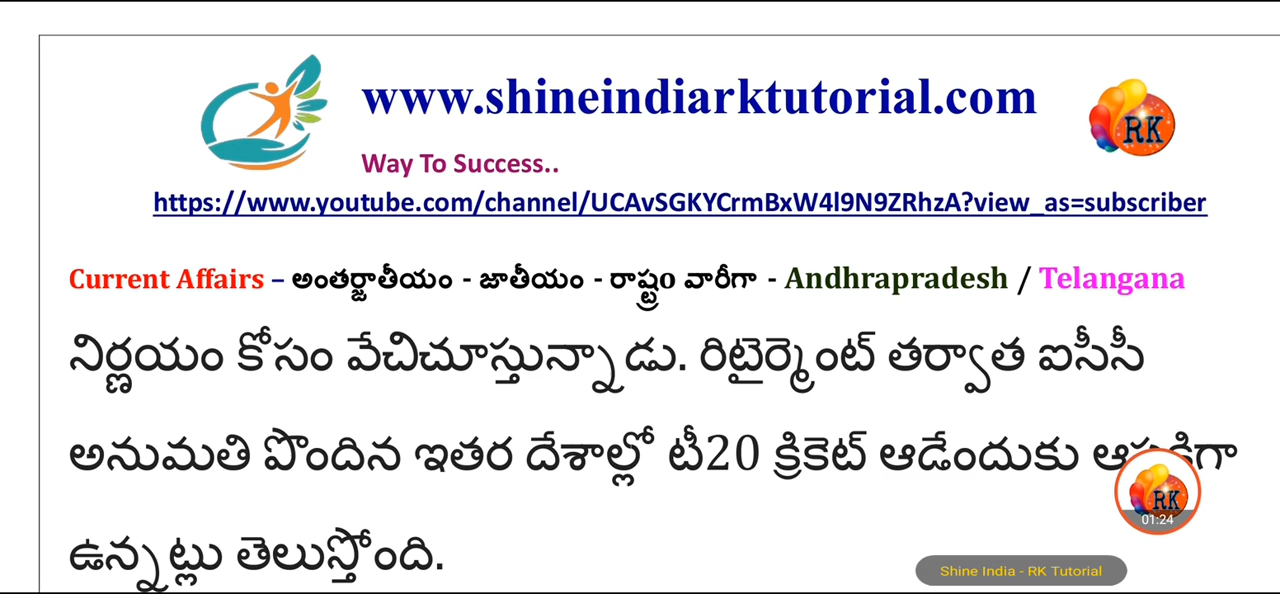 www.shineindiarktutorial.com
RK
Way To Success..
https://www.youtube.com/channel/UCAvSGKYCrmBxW4l9N9ZRhzA?view_as=subscriber
Current Affairs – అంతర్జాతీయం - జాతీయం - రాష్ట్రం వారీగా - Andhrapradesh / Telangana
నిర్ణయం కోసం వేచిచూస్తున్నాడు. రిటైర్మెంట్ తర్వాత ఐసీసీ
అనుమతి పొందిన ఇతర దేశాల్లో టీ20 క్రికెట్ ఆడేందుకు
RK
01:24
ఉన్నట్లు తెలుస్తోంది.
Shine India - RK Tutorial